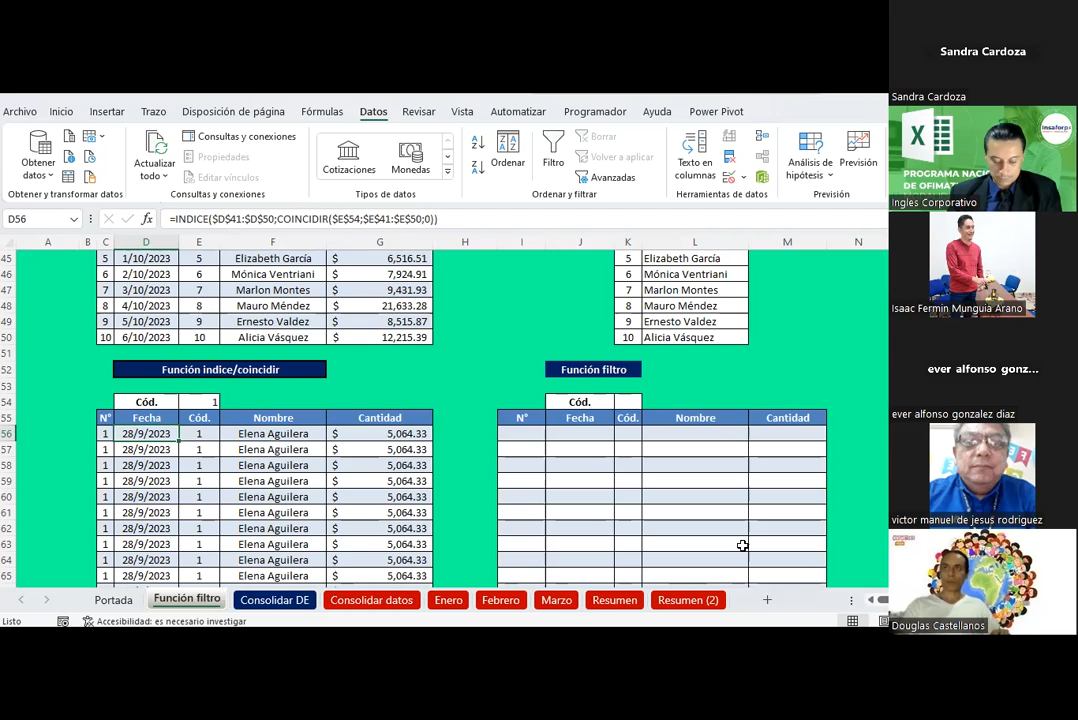 Sandra Cardoza
Archivo Inicio Insertar Trazo Disposición de página Fórmulas Datos Revisar Vista Automatizar Programador Ayuda Power Pivot
Obtener datos
Actualizar todo
Consultas y conexiones
Propiedades
Editar vínculos
Cotizaciones Monedas
Ordenar Filtro
Borrar
Volver a aplicar
Avanzadas
Texto en columnas
Análisis de hipótesis
Previsión
Obtener y transformar datos Consultas y conexiones Tipos de datos Ordenar y filtrar Herramientas de datos Previsión
D56 fx =INDICE($D$41:$D$50;COINCIDIR($E$54;$E$41:$E$50;0))
A B C D E F G H I J K L M N
45 5 1/10/2023 5 Elizabeth García $ 6,516.51 5 Elizabeth García
46 6 2/10/2023 6 Mónica Ventriani $ 7,924.91 6 Mónica Ventriani
47 7 3/10/2023 7 Marlon Montes $ 9,431.93 7 Marlon Montes
48 8 4/10/2023 8 Mauro Méndez $ 21,633.28 8 Mauro Méndez
49 9 5/10/2023 9 Ernesto Valdez $ 8,515.87 9 Ernesto Valdez
50 10 6/10/2023 10 Alicia Vásquez $ 12,215.39 10 Alicia Vásquez
51
52 Función indice/coincidir Función filtro
53
54 Cód. 1 Cód.
55 N° Fecha Cód. Nombre Cantidad N° Fecha Cód. Nombre Cantidad
56 1 28/9/2023 1 Elena Aguilera $ 5,064.33
57 1 28/9/2023 1 Elena Aguilera $ 5,064.33
58 1 28/9/2023 1 Elena Aguilera $ 5,064.33
59 1 28/9/2023 1 Elena Aguilera $ 5,064.33
60 1 28/9/2023 1 Elena Aguilera $ 5,064.33
61 1 28/9/2023 1 Elena Aguilera $ 5,064.33
62 1 28/9/2023 1 Elena Aguilera $ 5,064.33
63 1 28/9/2023 1 Elena Aguilera $ 5,064.33
64 1 28/9/2023 1 Elena Aguilera $ 5,064.33
65 1 28/9/2023 1 Elena Aguilera $ 5,064.33
Portada Función filtro Consolidar DE Consolidar datos Enero Febrero Marzo Resumen Resumen (2)
Listo Accesibilidad: es necesario investigar
Sandra Cardoza
X
insaforp
PROGRAMA NAC
DE OFIMATI
Ingles Corporativo
Isaac Fermin Munguia Arano
ever alfonso gonz...
ever alfonso gonzalez diaz
victor manuel de jesus rodriguez
Douglas Castellanos